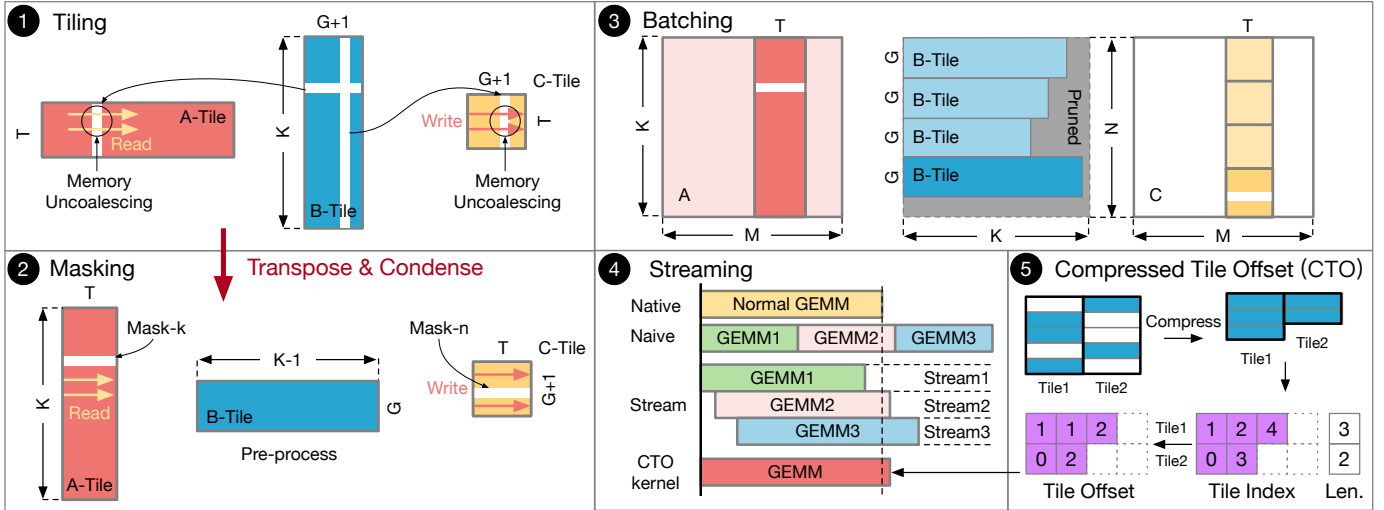 1 Tiling
G+1
K
B-Tile
T
A-Tile
Read
Memory
Uncoalescing
G+1
C-Tile
Write
T
Memory
Uncoalescing
Transpose & Condense
2 Masking
T
Mask-k
K
Read
A-Tile
K-1
B-Tile
G
Pre-process
Mask-n
T
C-Tile
Write
G+1
3 Batching
T
K
A
M
G
B-Tile
G
B-Tile
G
B-Tile
G
B-Tile
Pruned
K
T
N
C
M
4 Streaming
Native
Normal GEMM
Naive
GEMM1
GEMM2
GEMM3
Stream
GEMM1
Stream1
GEMM2
Stream2
GEMM3
Stream3
CTO
kernel
GEMM
5 Compressed Tile Offset (CTO)
Compress
Tile1
Tile2
Tile1
Tile2
1 1 2
0 2
Tile Offset
Tile1
Tile2
1 2 4
0 3
Tile Index
3
2
Len.